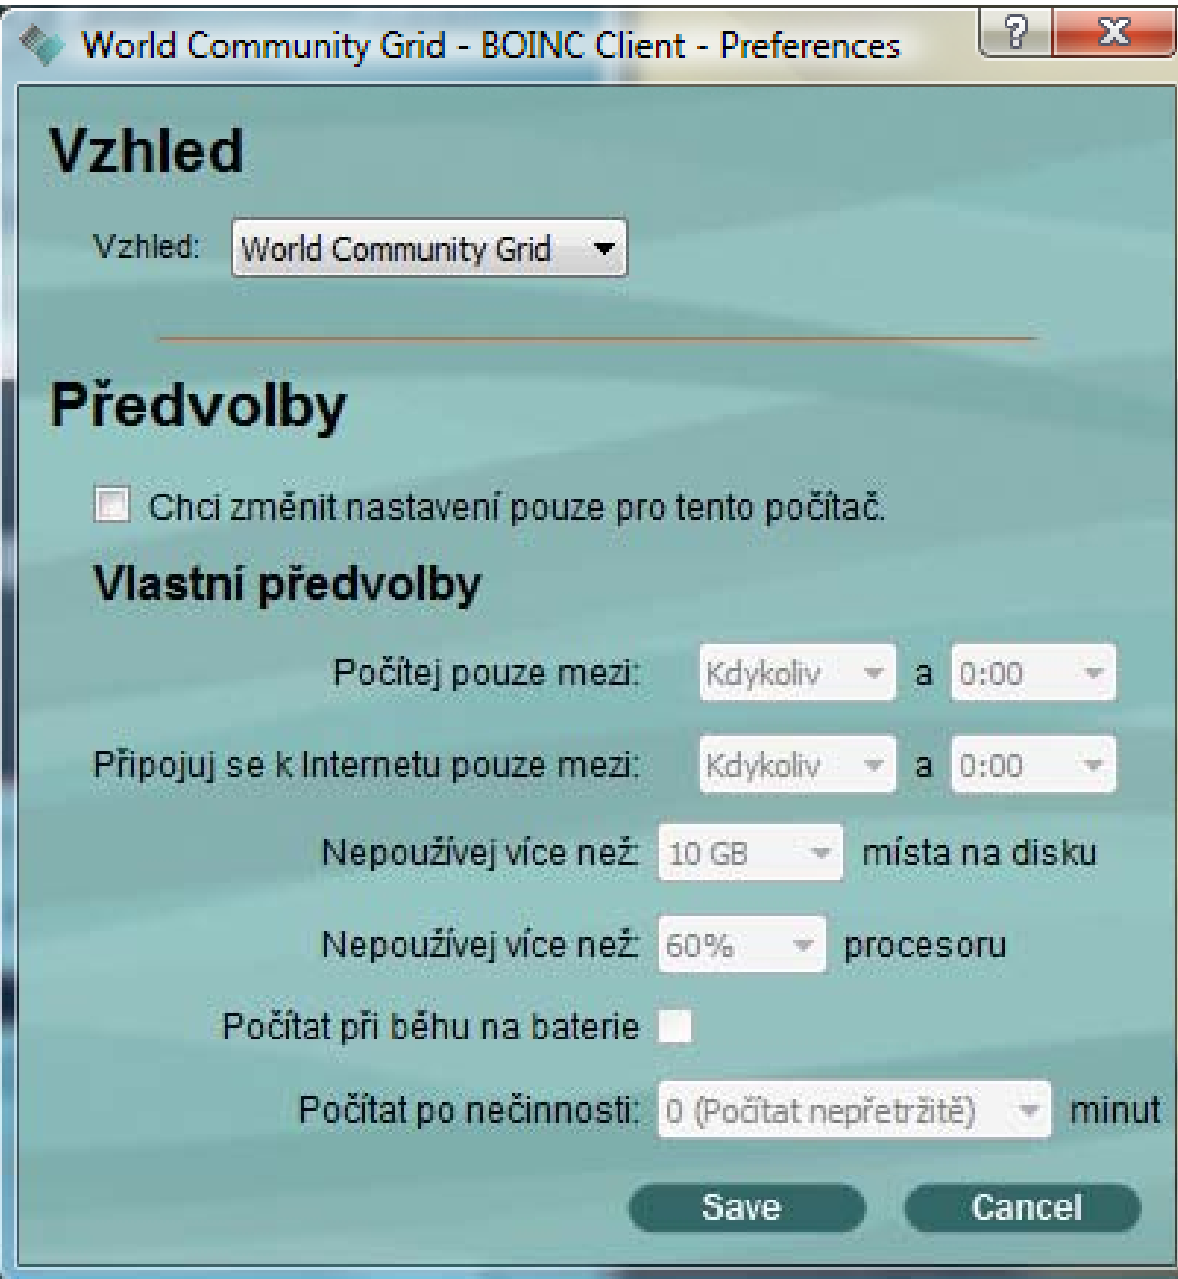 World Community Grid - BOINC Client - Preferences
Vzhled
Vzhled: World Community Grid
Předvolby
Chci změnit nastavení pouze pro tento počítač.
Vlastní předvolby
Počítej pouze mezi: Kdykoliv a 0:00
Připojuj se k Internetu pouze mezi: Kdykoliv a 0:00
Nepoužívej více než: 10 GB místa na disku
Nepoužívej více než: 60% procesoru
Počítat při běhu na baterie
Počítat po nečinnosti: 0 (Počítat nepřetržitě) minut
Save Cancel